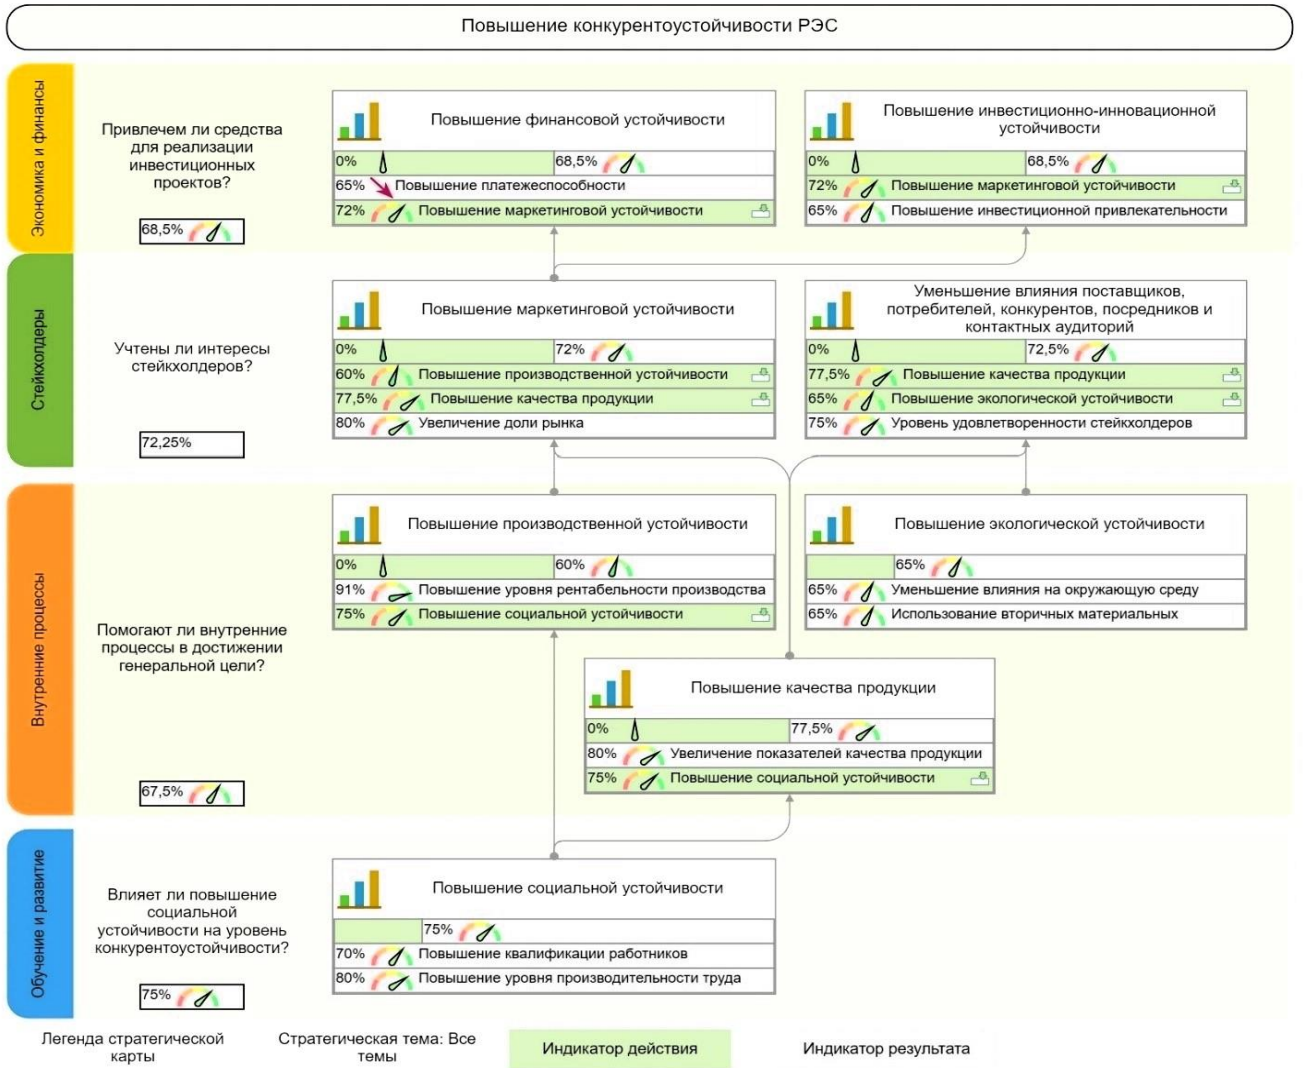 Повышение конкурентоустойчивости РЭС
Экономика и финансы
Привлечем ли средства
для реализации
инвестиционных
проектов?
68,5%
Повышение финансовой устойчивости
0%
68,5%
65% Повышение платежеспособности
72% Повышение маркетинговой устойчивости
Повышение инвестиционно-инновационной
устойчивости
0%
68,5%
72% Повышение маркетинговой устойчивости
65% Повышение инвестиционной привлекательности
Стейкхолдеры
Учтены ли интересы
стейкхолдеров?
72,25%
Повышение маркетинговой устойчивости
0%
72%
60% Повышение производственной устойчивости
77,5% Повышение качества продукции
80% Увеличение доли рынка
Уменьшение влияния поставщиков,
потребителей, конкурентов, посредников и
контактных аудиторий
0%
72,5%
77,5% Повышение качества продукции
65% Повышение экологической устойчивости
75% Уровень удовлетворенности стейкхолдеров
Внутренние процессы
Помогают ли внутренние
процессы в достижении
генеральной цели?
67,5%
Повышение производственной устойчивости
0%
60%
91% Повышение уровня рентабельности производства
75% Повышение социальной устойчивости
Повышение экологической устойчивости
65%
65% Уменьшение влияния на окружающую среду
65% Использование вторичных материальных
Повышение качества продукции
0%
77,5%
80% Увеличение показателей качества продукции
75% Повышение социальной устойчивости
Обучение и развитие
Влияет ли повышение
социальной
устойчивости на уровень
конкурентоустойчивости?
75%
Повышение социальной устойчивости
75%
70% Повышение квалификации работников
80% Повышение уровня производительности труда
Легенда стратегической
карты
Стратегическая тема: Все
темы
Индикатор действия
Индикатор результата